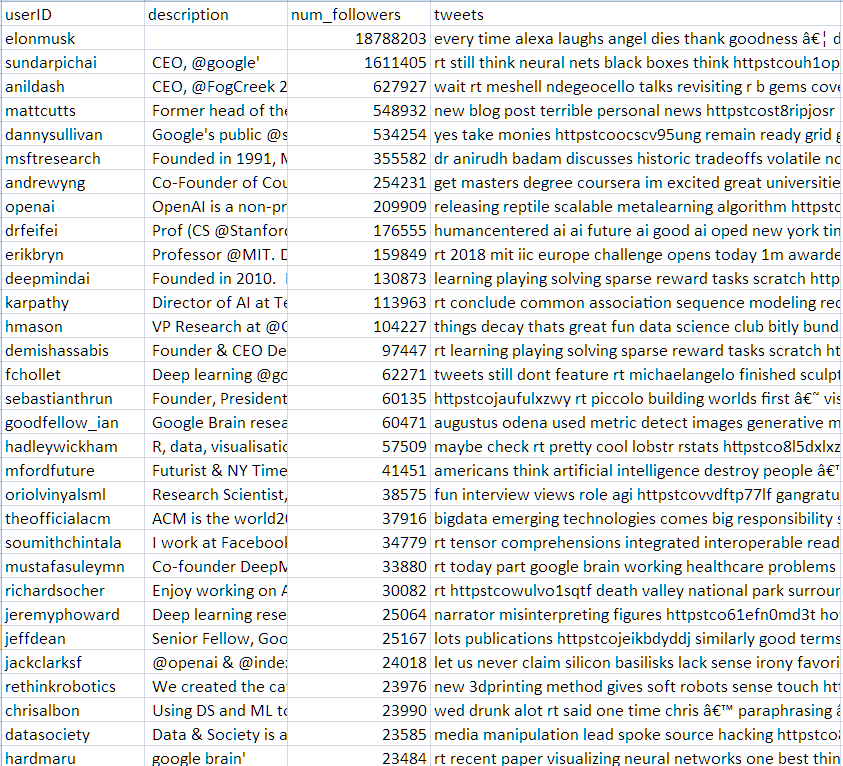 userID description num_followers tweets
elonmusk 18788203 every time alexa laughs angel dies thank goodness â€¦ d
sundarpichai CEO, @google' 1611405 rt still think neural nets black boxes think httpstcouh1op
anildash CEO, @FogCreek 2 627927 wait rt meshell ndegeocello talks revisiting r b gems cov
mattcutts Former head of the 548932 new blog post terrible personal news httpstcost8ripjosr
dannysullivan Google's public @s 534254 yes take monies httpstcoocscv95ung remain ready grid g
msftresearch Founded in 1991, M 355582 dr anirudh badam discusses historic tradeoffs volatile no
andrewyng Co-Founder of Cou 254231 get masters degree coursera im excited great universitie
openai OpenAI is a non-pr 209909 releasing reptile scalable metalearning algorithm httpstc
drfeifei Prof (CS @Stanford 176555 humancentered ai ai future ai good ai oped new york tin
erikbryn Professor @MIT. D 159849 rt 2018 mit iic europe challenge opens today 1m awarde
deepmindai Founded in 2010. 130873 learning playing solving sparse reward tasks scratch http
karpathy Director of AI at Te 113963 rt conclude common association sequence modeling rec
hmason VP Research at @C 104227 things decay thats great fun data science club bitly bund
demishassabis Founder & CEO De 97447 rt learning playing solving sparse reward tasks scratch ht
fchollet Deep learning @go 62271 tweets still dont feature rt michaelangelo finished sculpt
sebastianthrun Founder, President 60135 httpstcojaufulxzwy rt piccolo building worlds first â€˜ vis
goodfellow_ian Google Brain resea 60471 augustus odena used metric detect images generative m
hadleywickham R, data, visualisatic 57509 maybe check rt pretty cool lobstr rstats httpstco8l5dxlxz
mfordfuture Futurist & NY Time 41451 americans think artificial intelligence destroy people â€™
oriolvinyalsml Research Scientist, 38575 fun interview views role agi httpstcovvdftp77lf gangratu
theofficialacm ACM is the world2 37916 bigdata emerging technologies comes big responsibility s
soumithchintala I work at Facebook 34779 rt tensor comprehensions integrated interoperable read
mustafasuleymn Co-founder DeepM 33880 rt today part google brain working healthcare problems
richardsocher Enjoy working on A 30082 rt httpstcowulvo1sqtf death valley national park surrour
jeremyphoward Deep learning rese 25064 narrator misinterpreting figures httpstco61efn0md3t ho
jeffdean Senior Fellow, Goo 25167 lots publications httpstcojeikbdyddj similarly good terms
jackclarksf @openai & @inde 24018 let us never claim silicon basilisks lack sense irony favori
rethinkrobotics We created the ca 23976 new 3dprinting method gives soft robots sense touch htt
chrisalbon Using DS and ML to 23990 wed drunk alot rt said one time chris â€™ paraphrasing
datasociety Data & Society is a 23585 media manipulation lead spoke source hacking httpstco
hardmaru google brain' 23484 rt recent paper visualizing neural networks one best thin